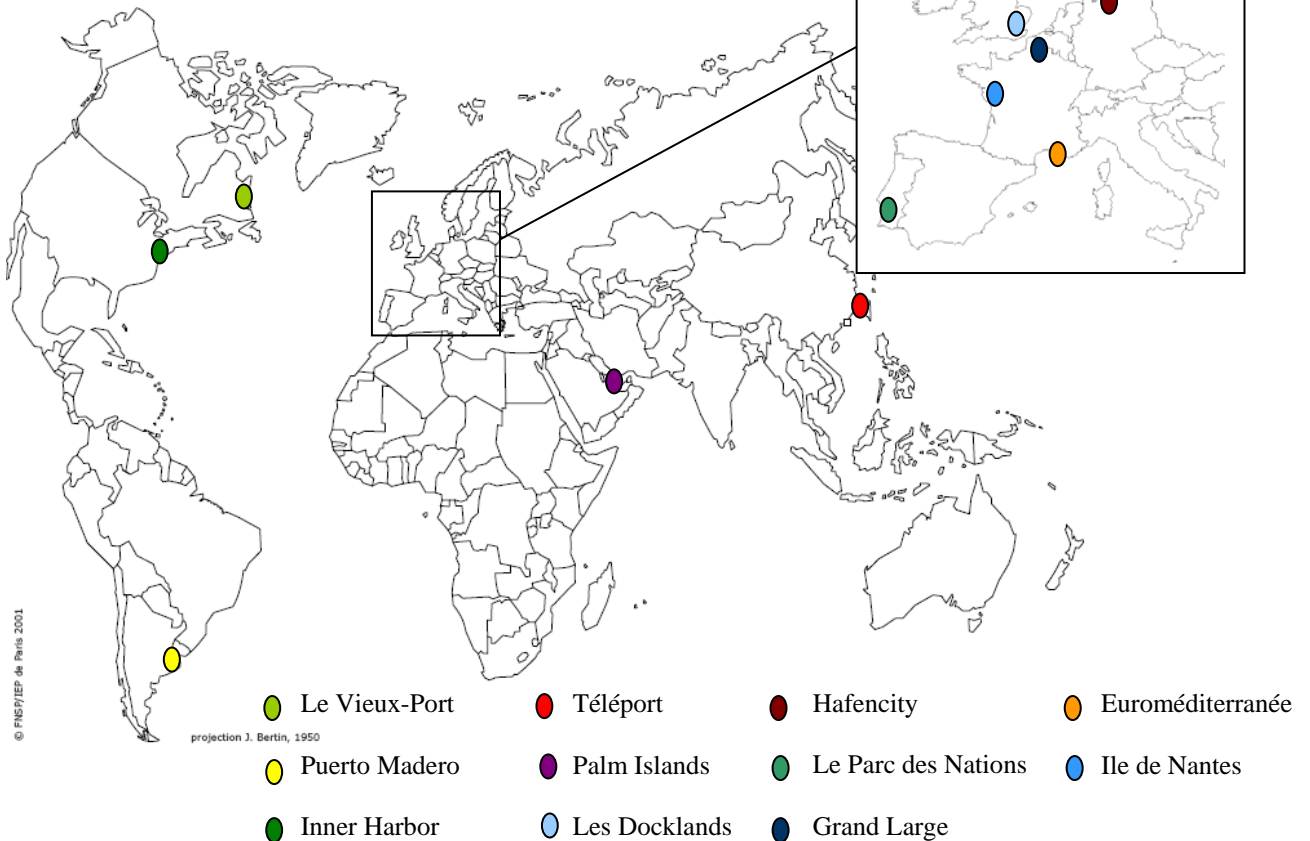 © FNSP/IEP de Paris 2001
projection J. Bertin, 1950
Le Vieux-Port
Téléport
Hafencity
Euroméditerranée
Puerto Madero
Palm Islands
Le Parc des Nations
Ile de Nantes
Inner Harbor
Les Docklands
Grand Large